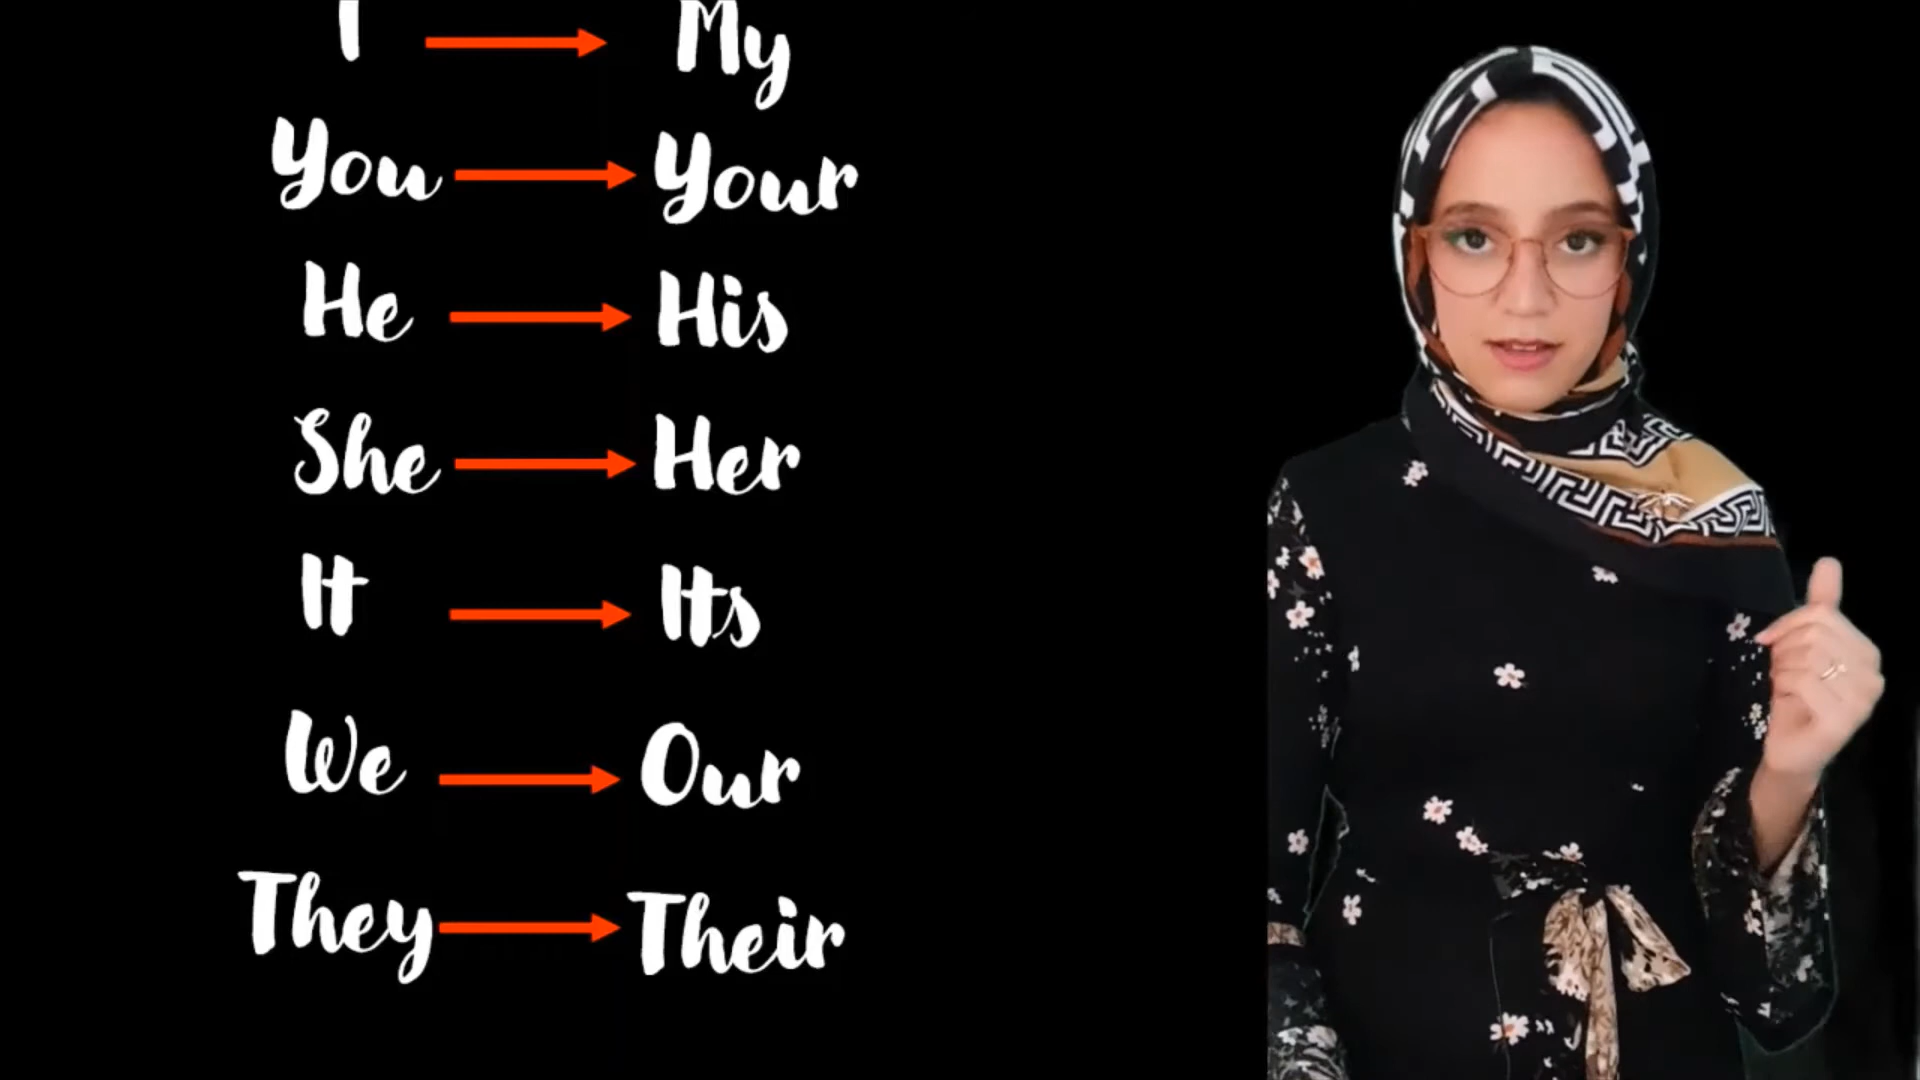 I My
You Your
He His
She Her
It Its
We Our
They Their